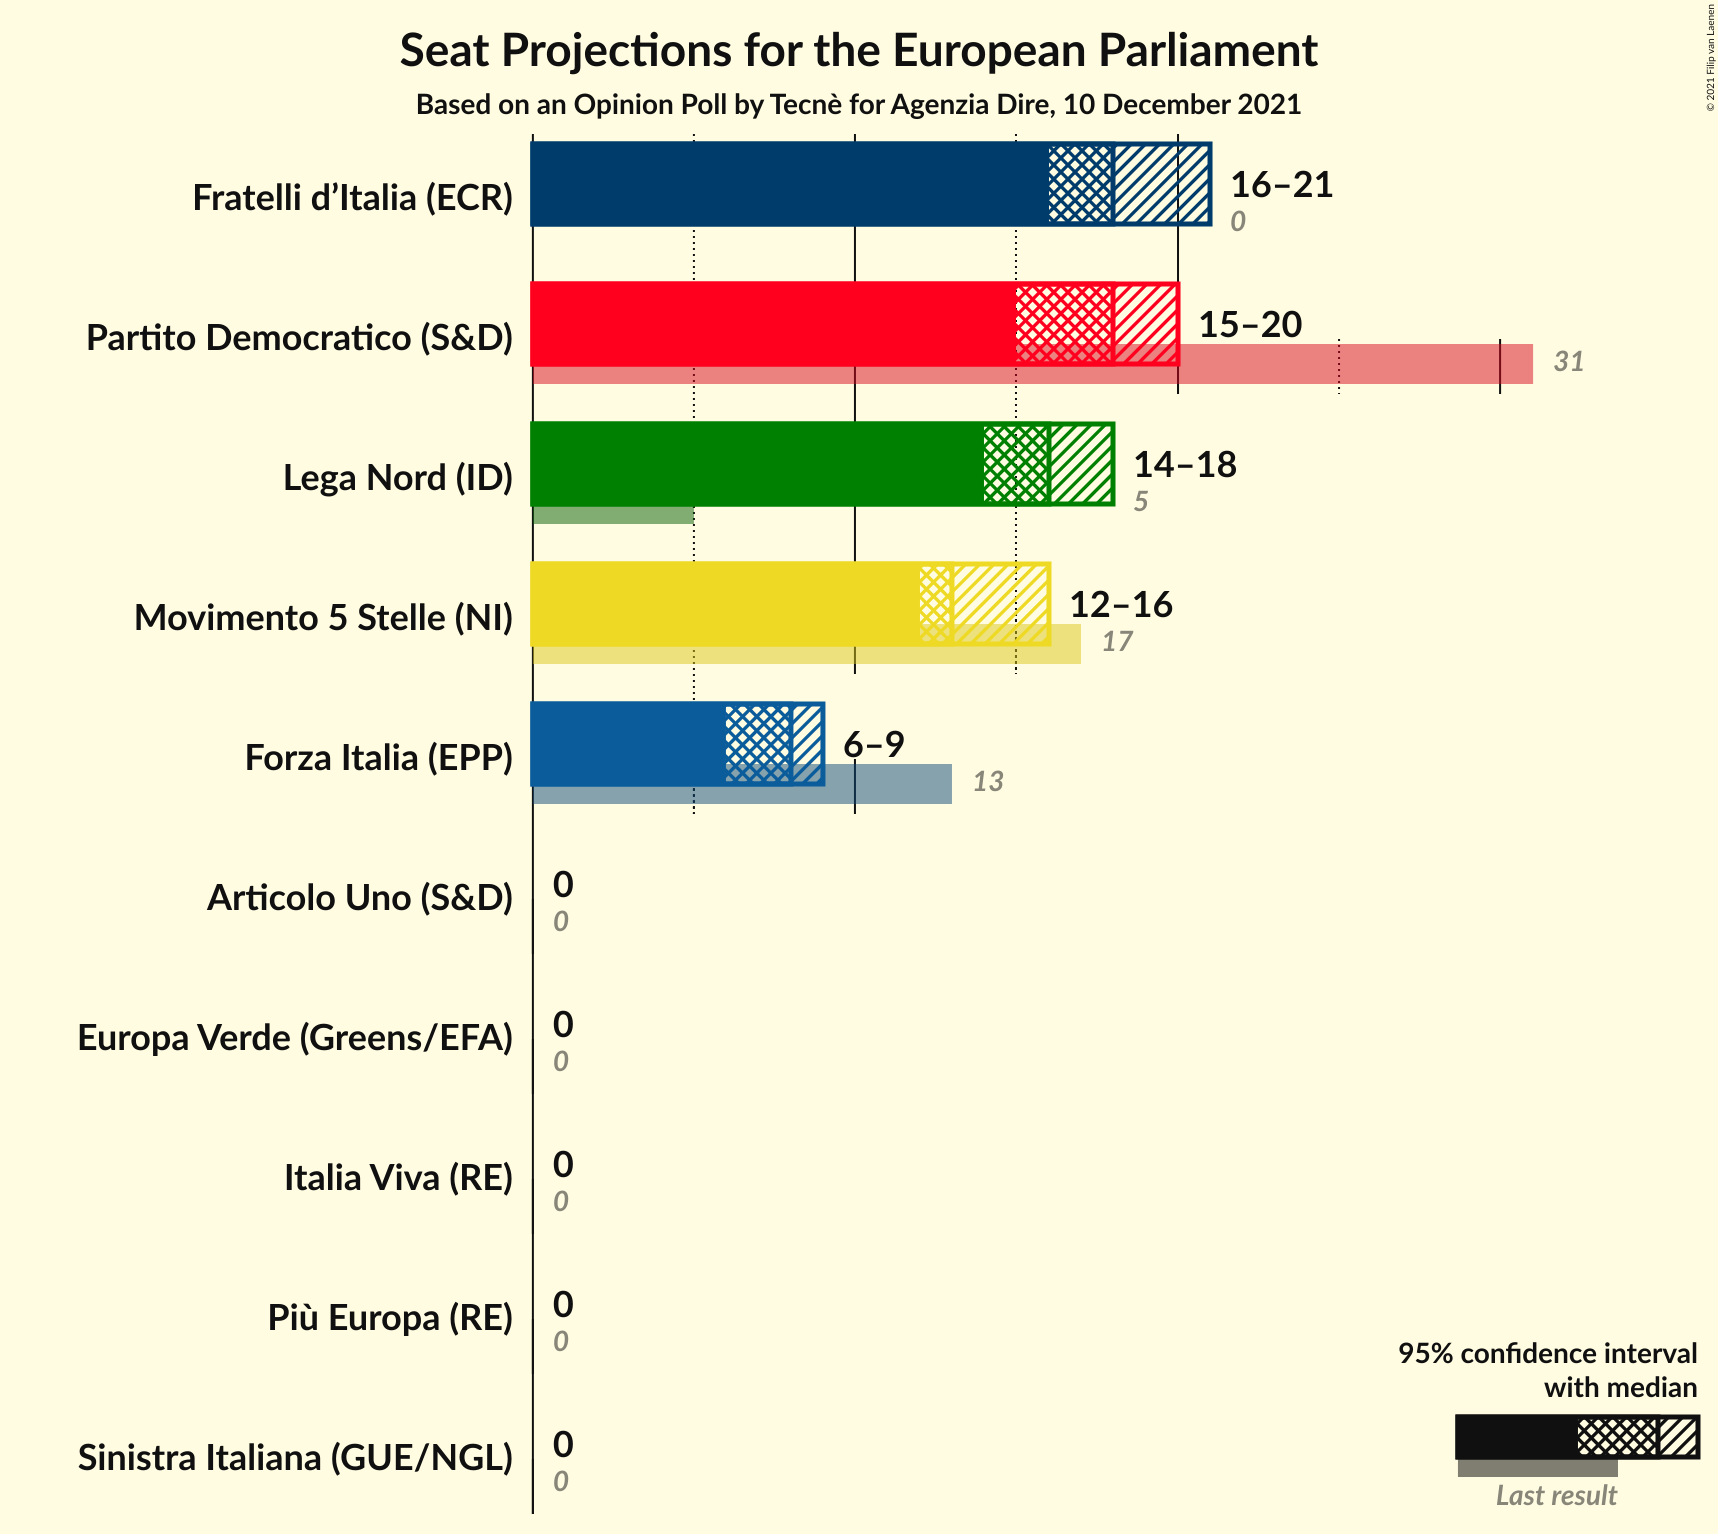 Seat Projections for the European Parliament
Based on an Opinion Poll by Tecnè for Agenzia Dire, 10 December 2021
© 2021 Filip van Laenen
Fratelli d’Italia (ECR)
16–21
0
Partito Democratico (S&D)
15–20
31
Lega Nord (ID)
14–18
5
Movimento 5 Stelle (NI)
12–16
17
Forza Italia (EPP)
6–9
13
Articolo Uno (S&D)
0
0
Europa Verde (Greens/EFA)
0
0
Italia Viva (RE)
0
0
Più Europa (RE)
0
0
Sinistra Italiana (GUE/NGL)
0
0
95% confidence interval
with median
Last result